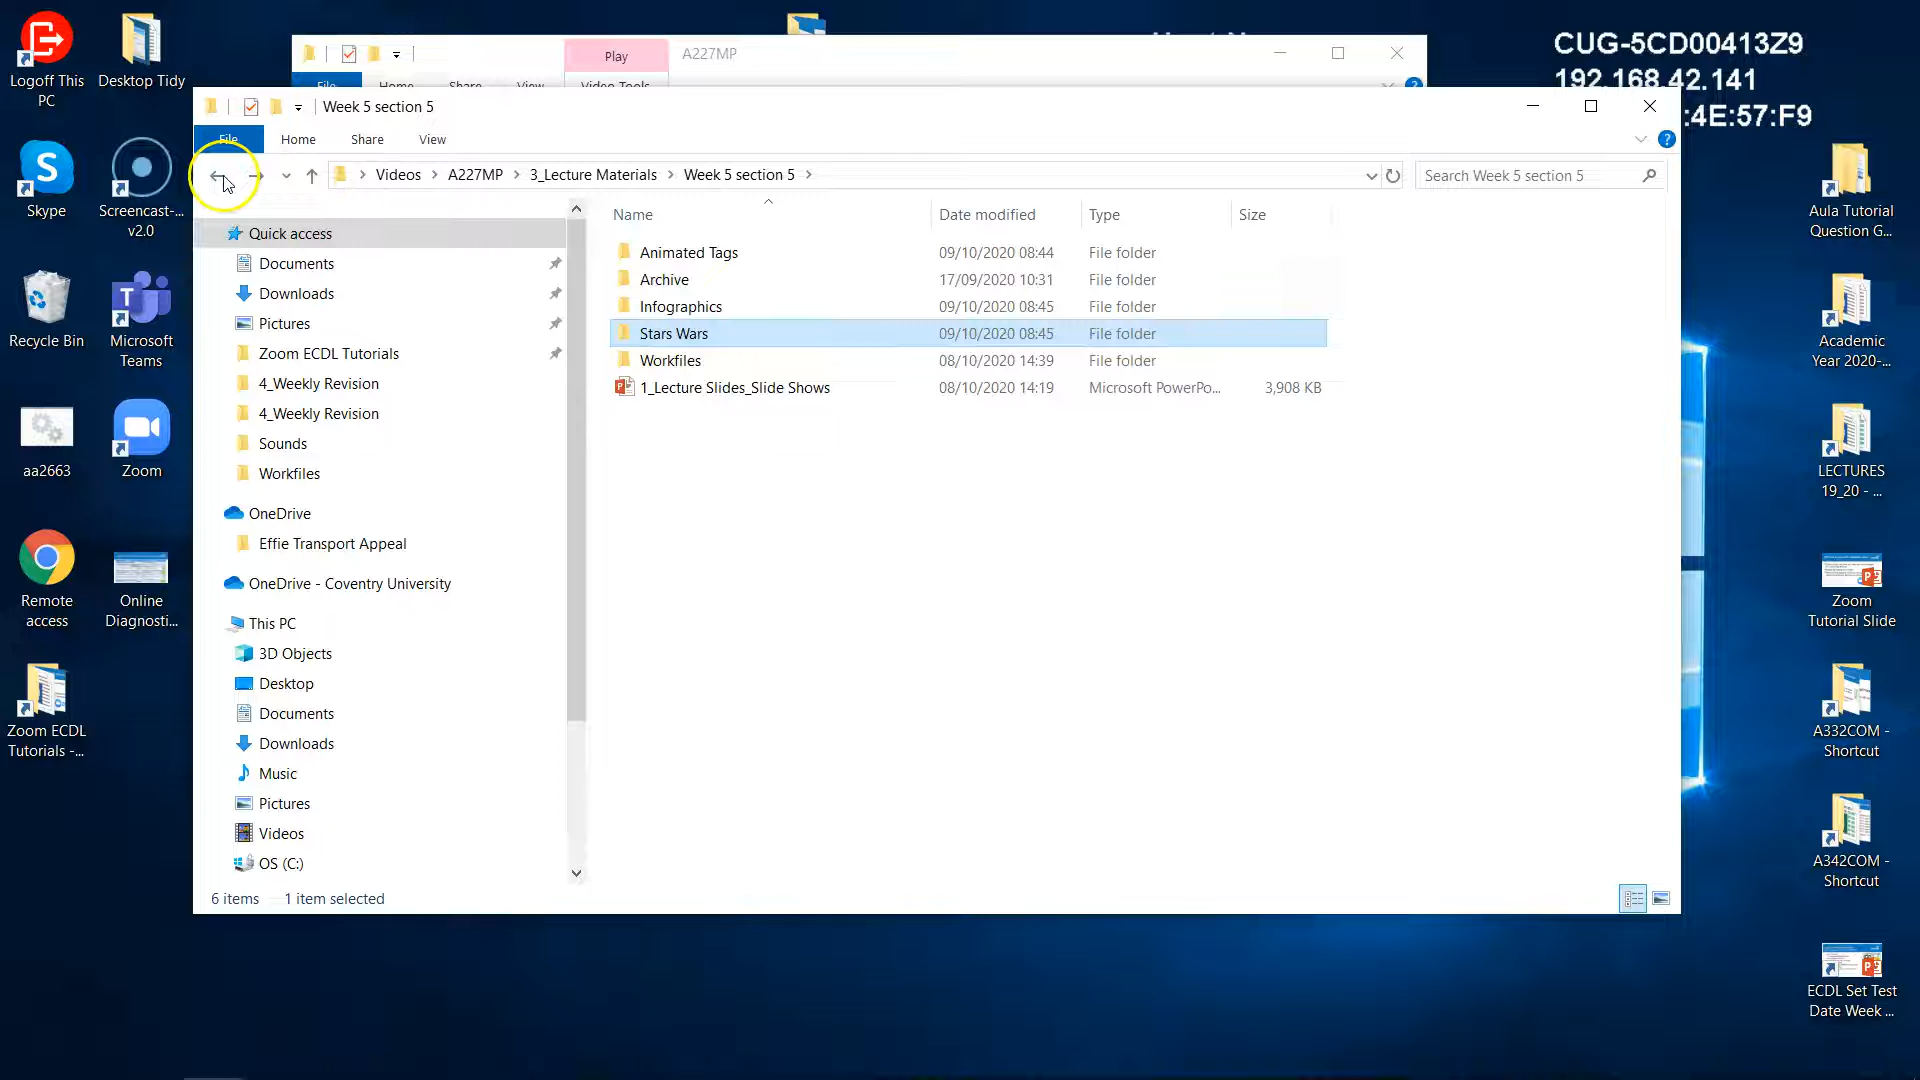 Logoff This
PC
Desktop Tidy
Skype
Screencast-...
v2.0
Recycle Bin
Microsoft
Teams
aa2663
Zoom
Remote
access
Online
Diagnosti...
Zoom ECDL
Tutorials -...
CUG-5CD00413Z9
192.168.42.141
:4E:57:F9
Play
A227MP
File
Home
Share
View
Video Tools
Week 5 section 5
File
Home
Share
View
Videos
A227MP
3_Lecture Materials
Week 5 section 5
Search Week 5 section 5
Quick access
Documents
Downloads
Pictures
Zoom ECDL Tutorials
4_Weekly Revision
4_Weekly Revision
Sounds
Workfiles
OneDrive
Effie Transport Appeal
OneDrive - Coventry University
This PC
3D Objects
Desktop
Documents
Downloads
Music
Pictures
Videos
OS (C:)
Name Date modified Type Size
Animated Tags 09/10/2020 08:44 File folder
Archive 17/09/2020 10:31 File folder
Infographics 09/10/2020 08:45 File folder
Stars Wars 09/10/2020 08:45 File folder
Workfiles 08/10/2020 14:39 File folder
1_Lecture Slides_Slide Shows 08/10/2020 14:19 Microsoft PowerPo... 3,908 KB
6 items 1 item selected
Aula Tutorial
Question G...
Academic
Year 2020-...
LECTURES
19_20 - ...
Zoom
Tutorial Slide
A332COM -
Shortcut
A342COM -
Shortcut
ECDL Set Test
Date Week ...